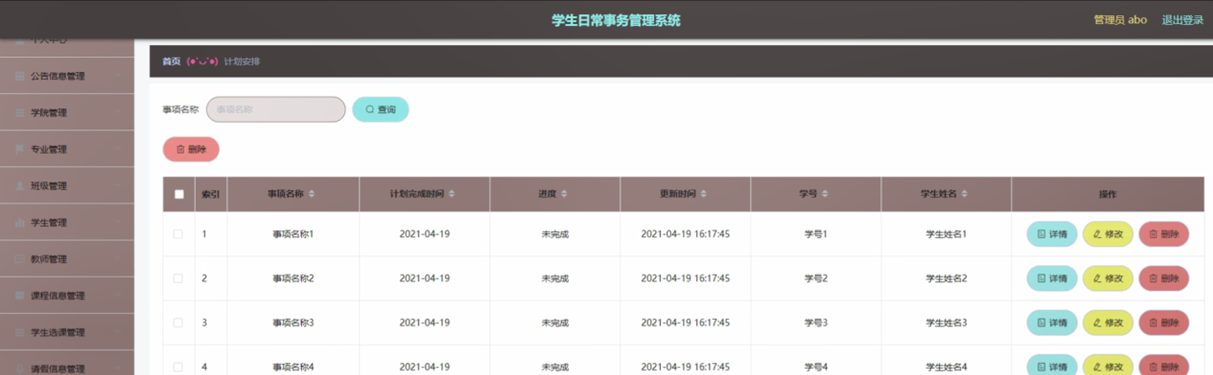 学生日常事务管理系统
管理员 abo 退出登录
个人中心
公告信息管理
学院管理
专业管理
班级管理
学生管理
教师管理
课程信息管理
学生选课管理
请假信息管理
首页 (●'◡'●) 计划安排
事项名称 事项名称 查询
删除
索引 事项名称 计划完成时间 进度 更新时间 学号 学生姓名 操作
1 事项名称1 2021-04-19 未完成 2021-04-19 16:17:45 学号1 学生姓名1 详情 修改 删除
2 事项名称2 2021-04-19 未完成 2021-04-19 16:17:45 学号2 学生姓名2 详情 修改 删除
3 事项名称3 2021-04-19 未完成 2021-04-19 16:17:45 学号3 学生姓名3 详情 修改 删除
4 事项名称4 2021-04-19 未完成 2021-04-19 16:17:45 学号4 学生姓名4 详情 修改 删除